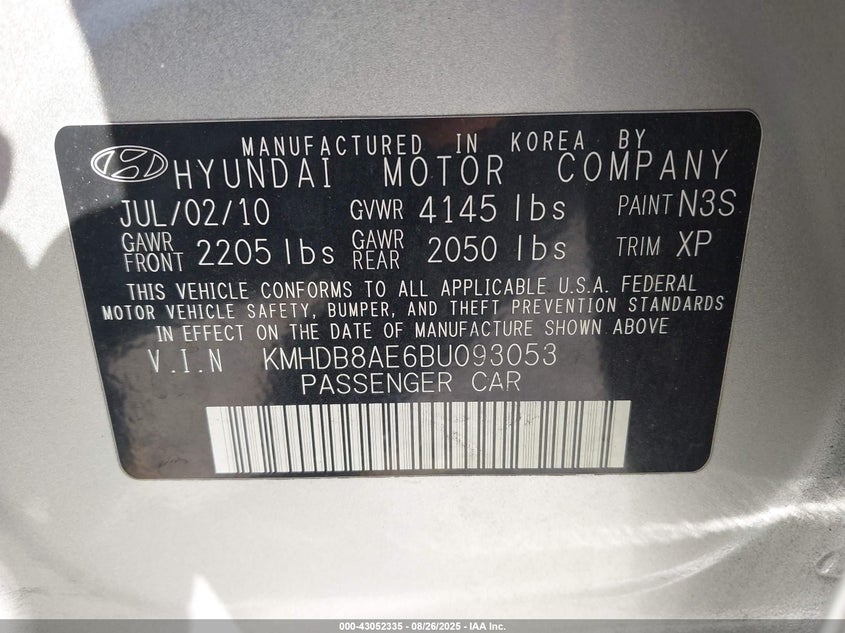 MANUFACTURED IN KOREA BY
HYUNDAI MOTOR COMPANY
JUL/02/10 GVWR 4145 lbs PAINT N3S
GAWR FRONT 2205 lbs GAWR REAR 2050 lbs TRIM XP
THIS VEHICLE CONFORMS TO ALL APPLICABLE U.S.A. FEDERAL
MOTOR VEHICLE SAFETY, BUMPER, AND THEFT PREVENTION STANDARDS
IN EFFECT ON THE DATE OF MANUFACTURE SHOWN ABOVE
V.I.N KMHDB8AE6BU093053
PASSENGER CAR
000-43052335 - 08/26/2025 - IAA Inc.